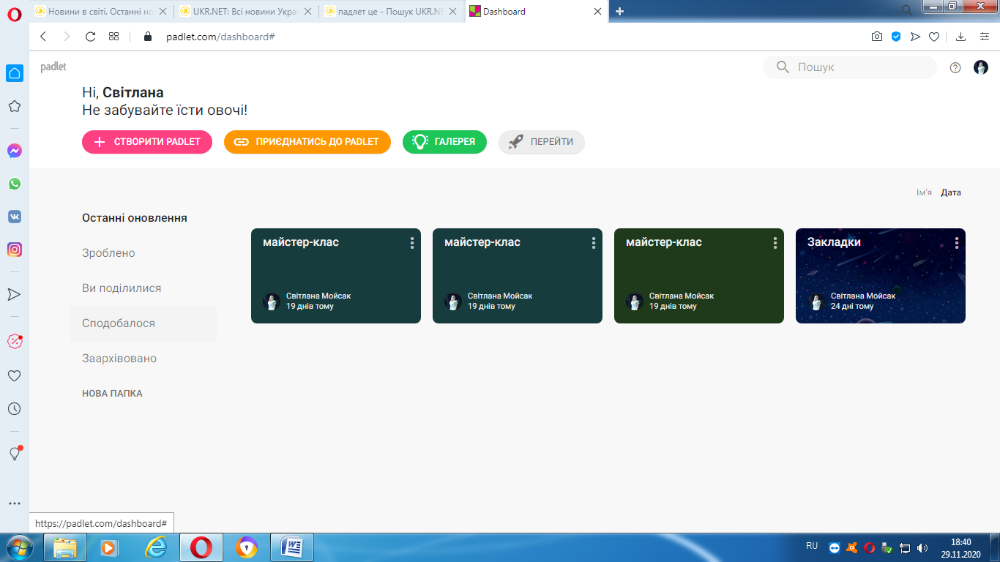 Новини в світі. Останні но
UKR.NET: Всі новини Украї
падлет це - Пошук UKR.NE
Dashboard
padlet.com/dashboard#
padlet
Пошук
Hi, Світлана
Не забувайте їсти овочі!
СТВОРИТИ PADLET
ПРИЄДНАТИСЬ ДО PADLET
ГАЛЕРЕЯ
ПЕРЕЙТИ
Ім'я Дата
Останні оновлення
Зроблено
Ви поділилися
Сподобалося
Заархівовано
НОВА ПАПКА
майстер-клас
Світлана Мойсак
19 днів тому
майстер-клас
Світлана Мойсак
19 днів тому
майстер-клас
Світлана Мойсак
19 днів тому
Закладки
Світлана Мойсак
24 дні тому
https://padlet.com/dashboard#
RU
18:40
29.11.2020